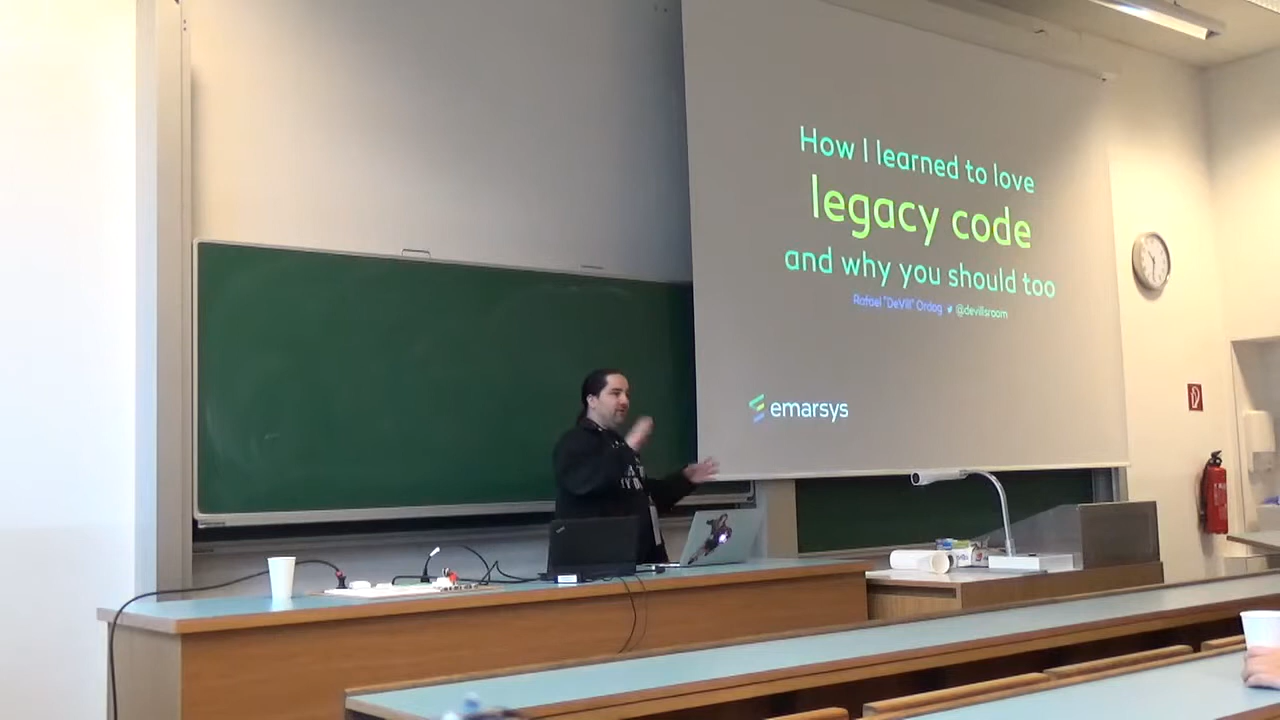 How I learned to love
legacy code
and why you should too
Rafael "DeVill" Ordog @devillsroom
emarsys